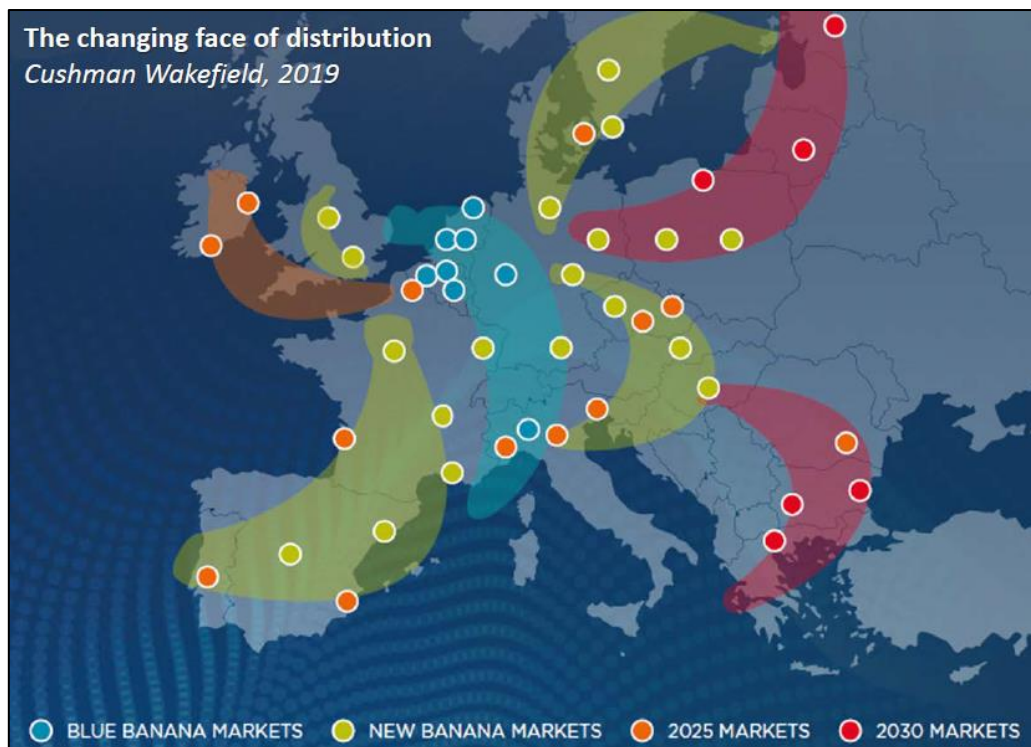 The changing face of distribution
Cushman Wakefield, 2019
BLUE BANANA MARKETS
NEW BANANA MARKETS
2025 MARKETS
2030 MARKETS